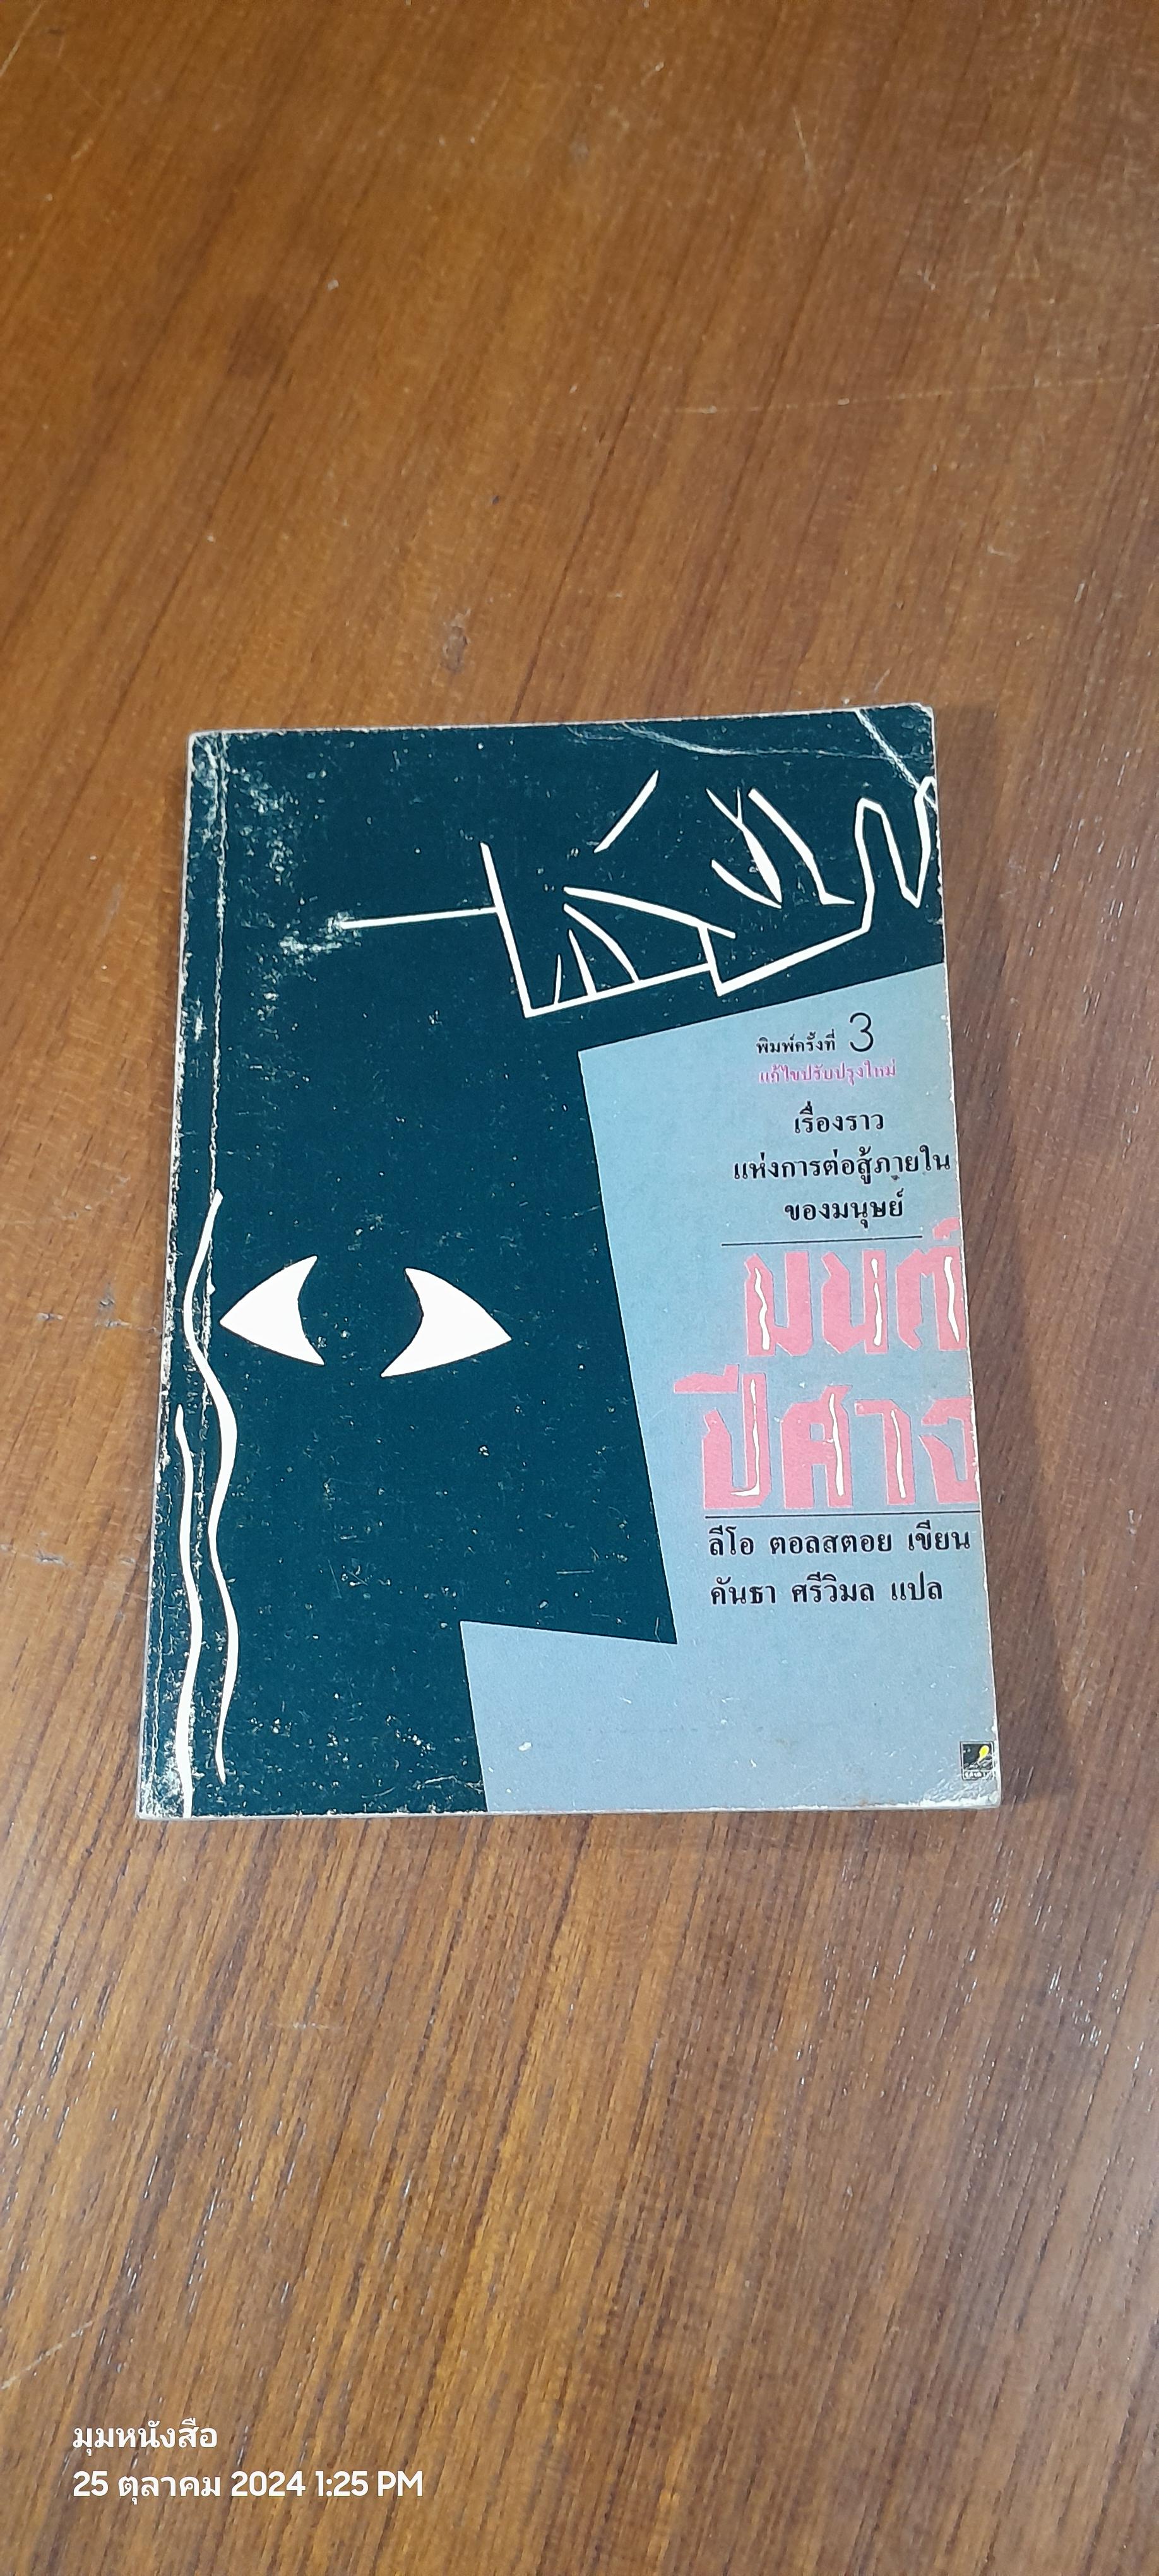 พิมพ์ครั้งที่ 3
แก้ไขปรับปรุงใหม่
เรื่องราว
แห่งการต่อสู้ภายใน
ของมนุษย์
มนต์
ปีศาจ
ลีโอ ตอลสตอย เขียน
คันธา ศรีวิมล แปล
มุมหนังสือ
25 ตุลาคม 2024 1:25 PM